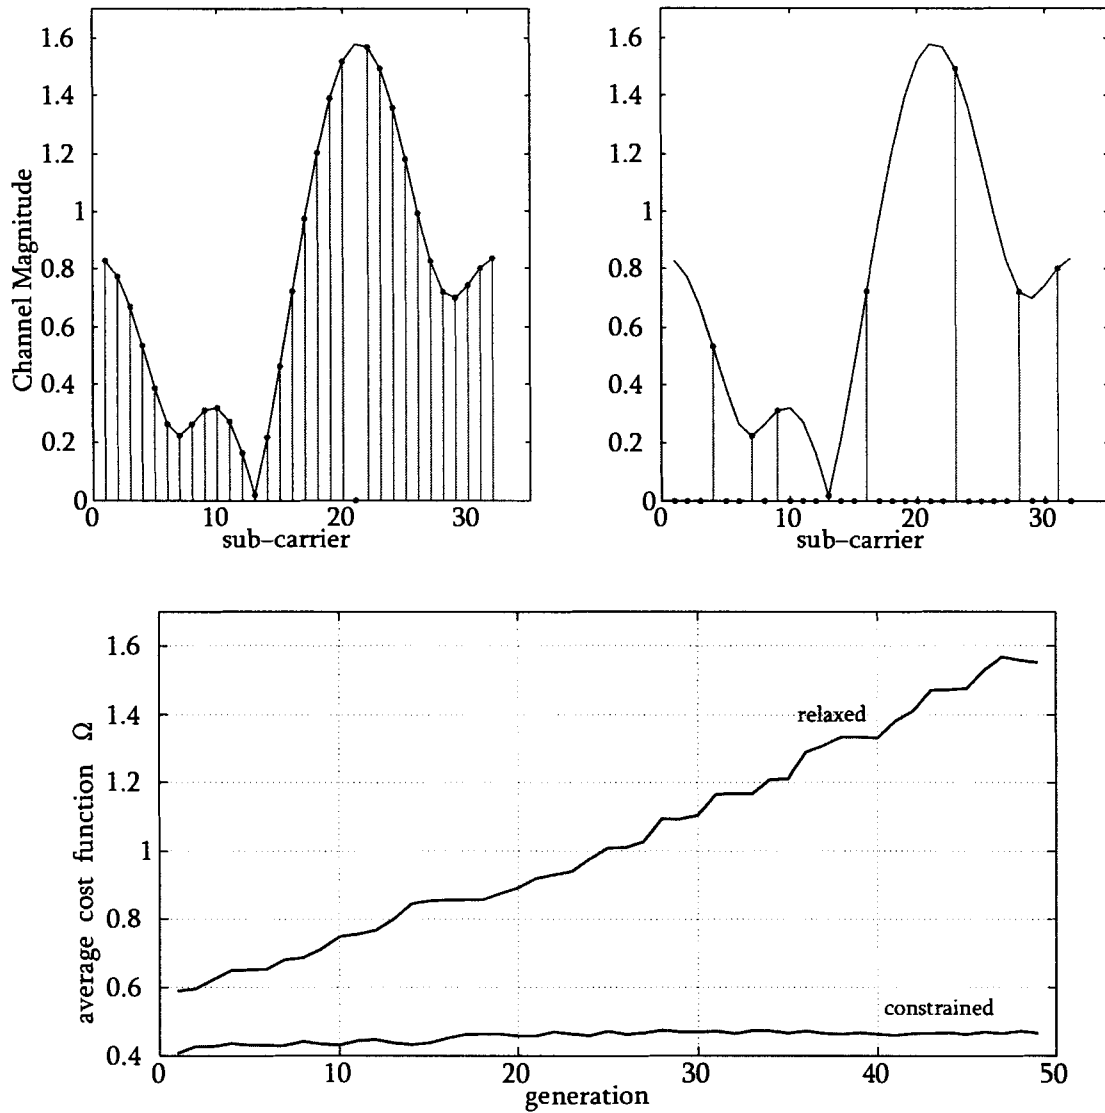 Channel Magnitude
1.6
1.4
1.2
1
0.8
0.6
0.4
0.2
0
0 10 20 30
sub-carrier
1.6
1.4
1.2
1
0.8
0.6
0.4
0.2
0
0 10 20 30
sub-carrier
average cost function Ω
1.6
1.4
1.2
1
0.8
0.6
0.4
relaxed
constrained
0 10 20 30 40 50
generation